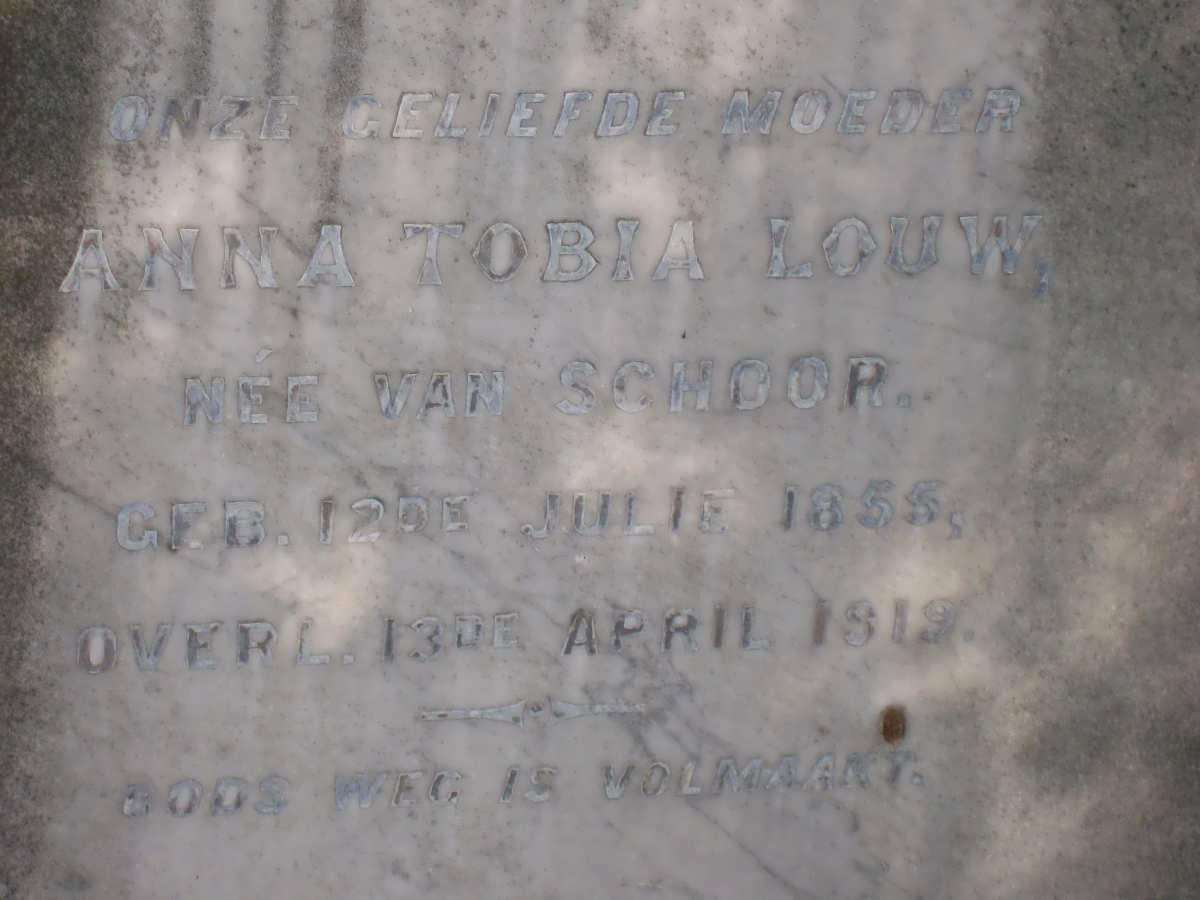 ONZE GELIEFDE MOEDER
ANNA TOBIA LOUW,
NÉE VAN SCHOOR.
GEB. 12DE JULIE 1855,
OVERL. 13DE APRIL 1919.
GODS WEG IS VOLMAAKT.